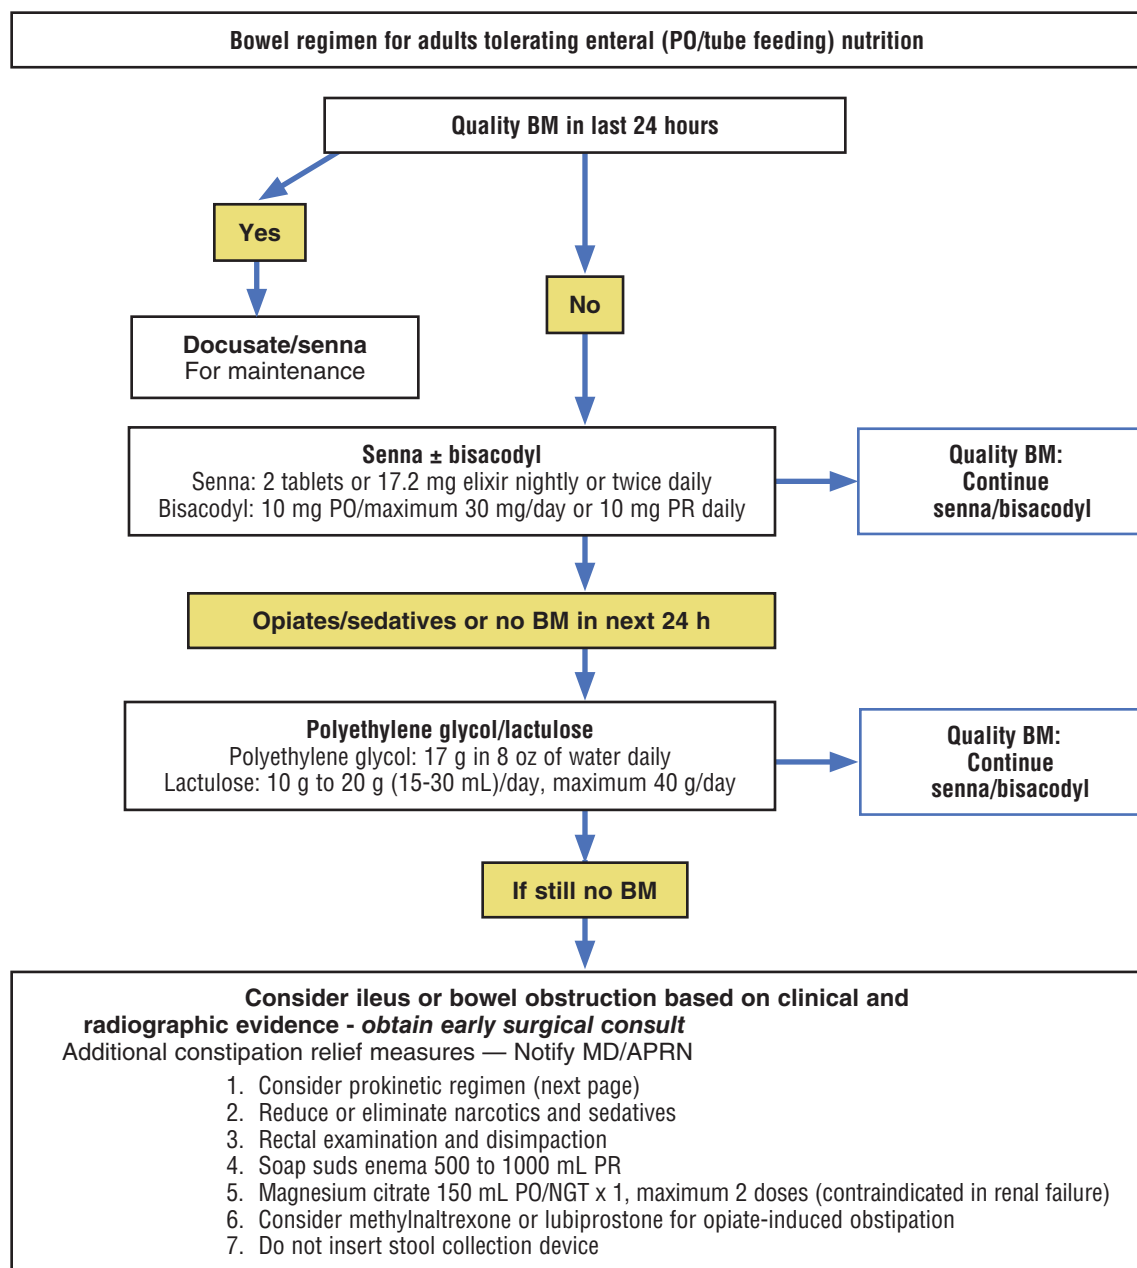 Bowel regimen for adults tolerating enteral (PO/tube feeding) nutrition
Quality BM in last 24 hours
Yes
No
Docusate/senna
For maintenance
Senna ± bisacodyl
Senna: 2 tablets or 17.2 mg elixir nightly or twice daily
Bisacodyl: 10 mg PO/maximum 30 mg/day or 10 mg PR daily
Quality BM:
Continue
senna/bisacodyl
Opiates/sedatives or no BM in next 24 h
Polyethylene glycol/lactulose
Polyethylene glycol: 17 g in 8 oz of water daily
Lactulose: 10 g to 20 g (15-30 mL)/day, maximum 40 g/day
Quality BM:
Continue
senna/bisacodyl
If still no BM
Consider ileus or bowel obstruction based on clinical and
radiographic evidence - obtain early surgical consult
Additional constipation relief measures — Notify MD/APRN
1. Consider prokinetic regimen (next page)
2. Reduce or eliminate narcotics and sedatives
3. Rectal examination and disimpaction
4. Soap suds enema 500 to 1000 mL PR
5. Magnesium citrate 150 mL PO/NGT x 1, maximum 2 doses (contraindicated in renal failure)
6. Consider methylnaltrexone or lubiprostone for opiate-induced obstipation
7. Do not insert stool collection device